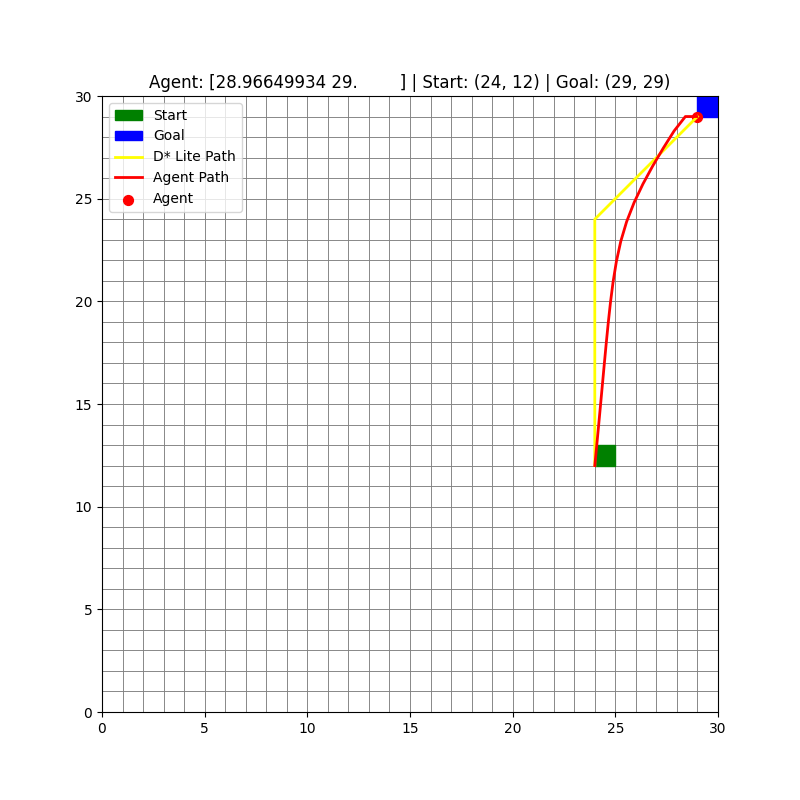 Agent: [28.96649934 29.        ] | Start: (24, 12) | Goal: (29, 29)
Start
Goal
D* Lite Path
Agent Path
Agent
30
25
20
15
10
5
0
0 5 10 15 20 25 30